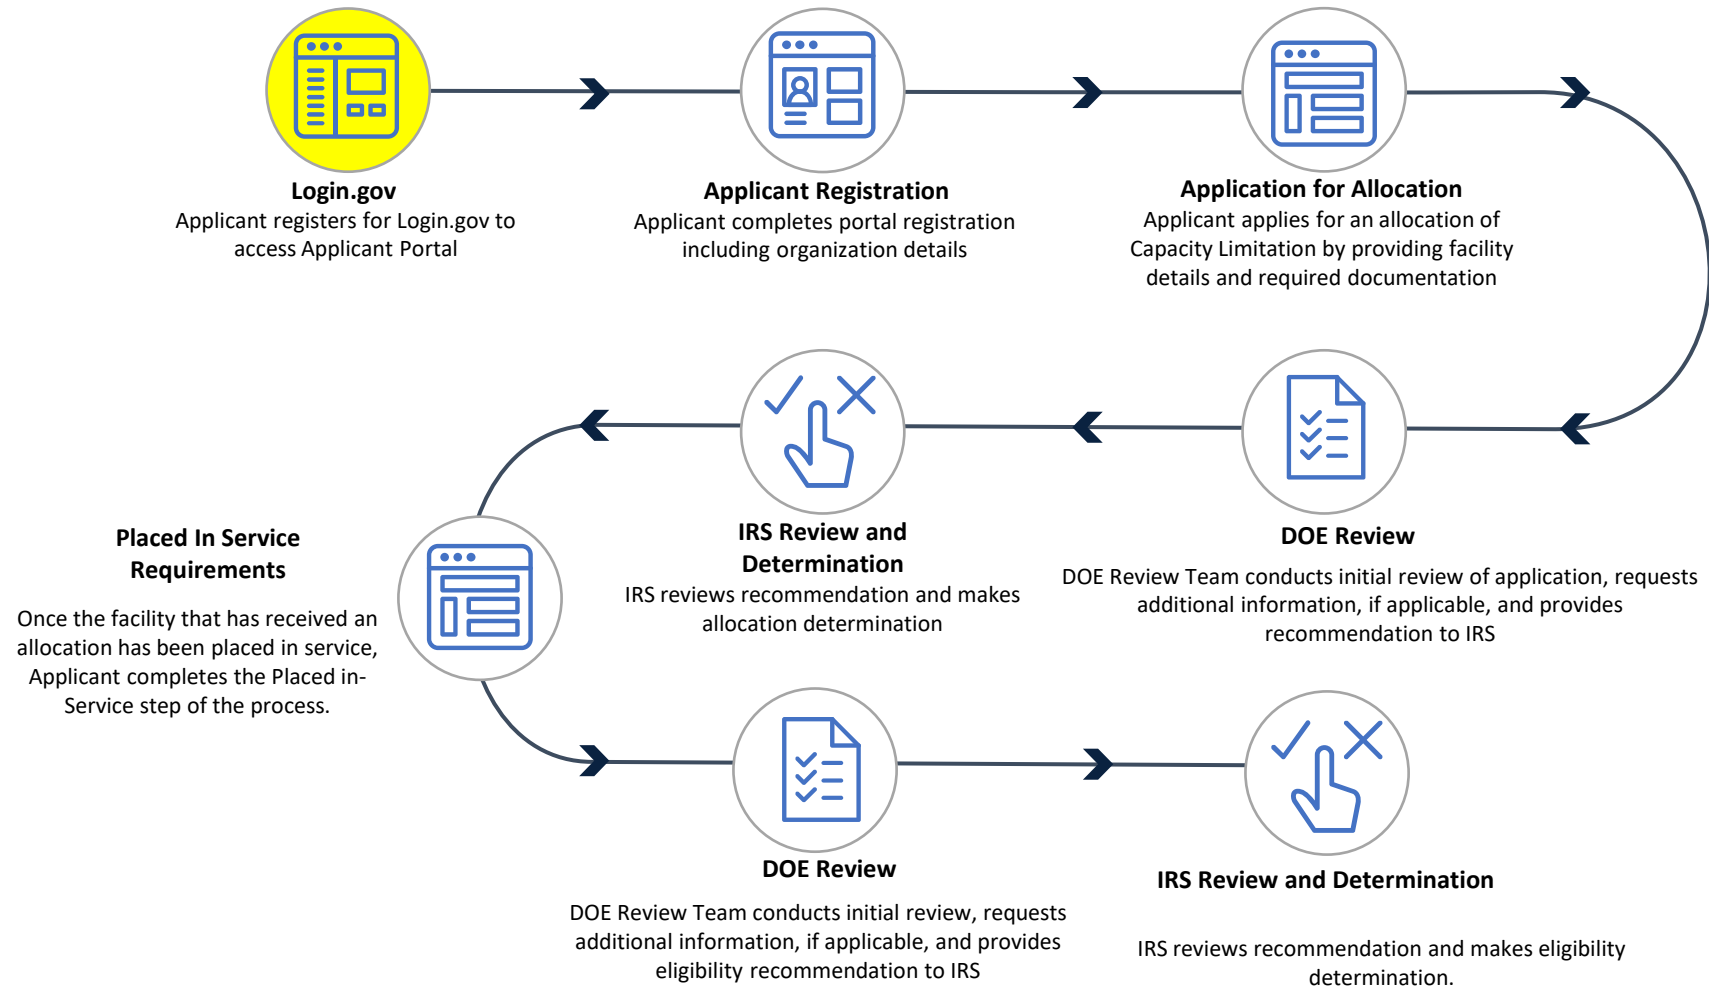 Login.gov
Applicant registers for Login.gov to
access Applicant Portal
Applicant Registration
Applicant completes portal registration
including organization details
Application for Allocation
Applicant applies for an allocation of
Capacity Limitation by providing facility
details and required documentation
DOE Review
DOE Review Team conducts initial review of application, requests
additional information, if applicable, and provides
recommendation to IRS
IRS Review and
Determination
IRS reviews recommendation and makes
allocation determination
Placed In Service
Requirements
Once the facility that has received an
allocation has been placed in service,
Applicant completes the Placed in-
Service step of the process.
DOE Review
DOE Review Team conducts initial review, requests
additional information, if applicable, and provides
eligibility recommendation to IRS
IRS Review and Determination
IRS reviews recommendation and makes eligibility
determination.